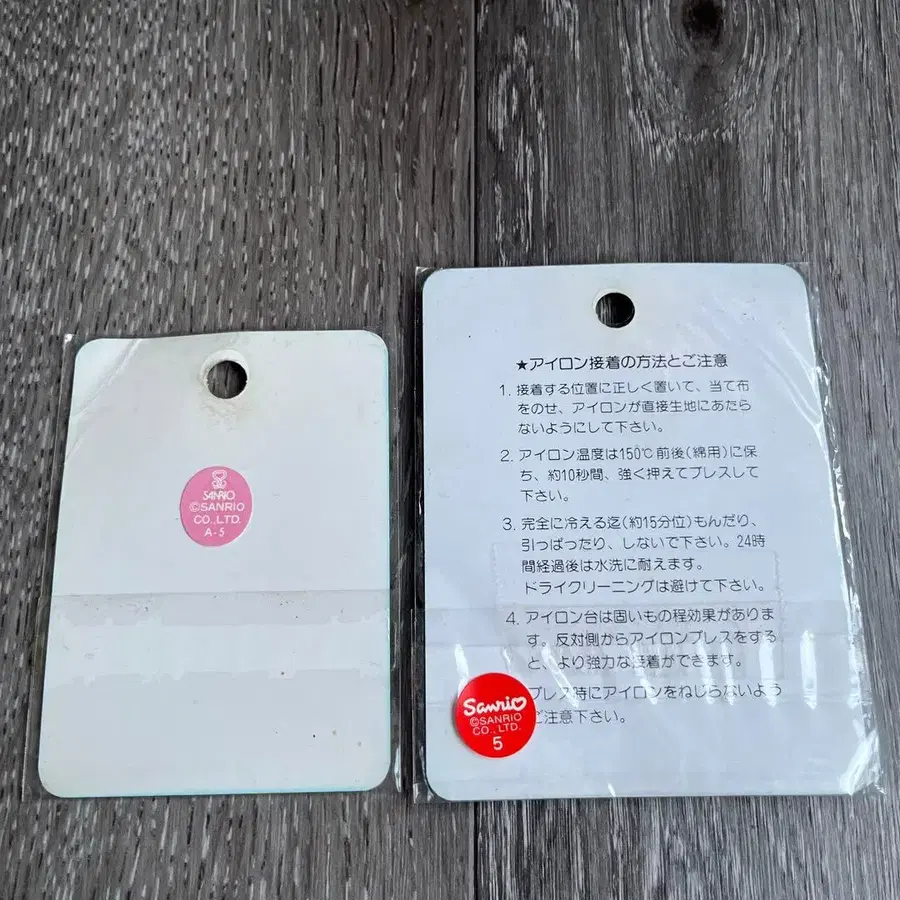 SANRIO
©SANRIO
CO.,LTD.
A-5
★アイロン接着の方法とご注意
1. 接着する位置に正しく置いて、当て布
をのせ、アイロンが直接生地にあたら
ないようにして下さい。
2. アイロン温度は150℃前後(綿用)に保
ち、約10秒間、強く押えてプレスして
下さい。
3. 完全に冷える迄(約15分位)もんだり、
引っぱったり、しないで下さい。24時
間経過後は水洗に耐えます。
ドライクリーニングは避けて下さい。
4. アイロン台は固いもの程効果がありま
す。反対側からアイロンプレスをする
と、より強力な接着ができます。
プレス時にアイロンをねじらないよう
ご注意下さい。
Sanrio
©SANRIO
CO., LTD.
5